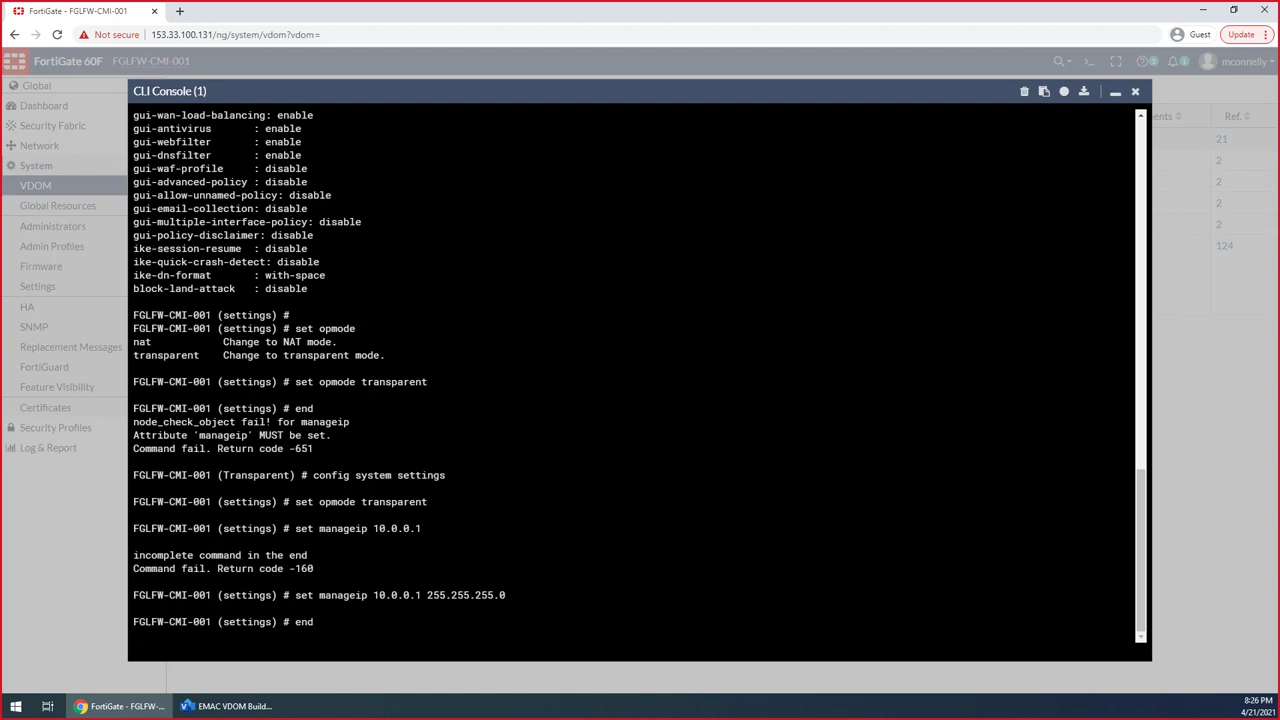 FortiGate - FGLFW-CMI-001
Not secure
153.33.100.131/ng/system/vdom?vdom=
Guest
Update
FortiGate 60F
FGLFW-CMI-001
mconnelly
Global
Dashboard
Security Fabric
Network
System
VDOM
Global Resources
Administrators
Admin Profiles
Firmware
Settings
HA
SNMP
Replacement Messages
FortiGuard
Feature Visibility
Certificates
Security Profiles
Log & Report
CLI Console (1)
gui-wan-load-balancing: enable
gui-antivirus : enable
gui-webfilter : enable
gui-dnsfilter : enable
gui-waf-profile : disable
gui-advanced-policy : disable
gui-allow-unnamed-policy: disable
gui-email-collection: disable
gui-multiple-interface-policy: disable
gui-policy-disclaimer: disable
ike-session-resume : disable
ike-quick-crash-detect: disable
ike-dn-format : with-space
block-land-attack : disable
FGLFW-CMI-001 (settings) #
FGLFW-CMI-001 (settings) # set opmode
nat Change to NAT mode.
transparent Change to transparent mode.
FGLFW-CMI-001 (settings) # set opmode transparent
FGLFW-CMI-001 (settings) # end
node_check_object fail! for manageip
Attribute 'manageip' MUST be set.
Command fail. Return code -651
FGLFW-CMI-001 (Transparent) # config system settings
FGLFW-CMI-001 (settings) # set opmode transparent
FGLFW-CMI-001 (settings) # set manageip 10.0.0.1
incomplete command in the end
Command fail. Return code -160
FGLFW-CMI-001 (settings) # set manageip 10.0.0.1 255.255.255.0
FGLFW-CMI-001 (settings) # end
ents
Ref.
21
2
2
2
2
124
FortiGate - FGLFW-...
EMAC VDOM Build...
8:26 PM
4/21/2021